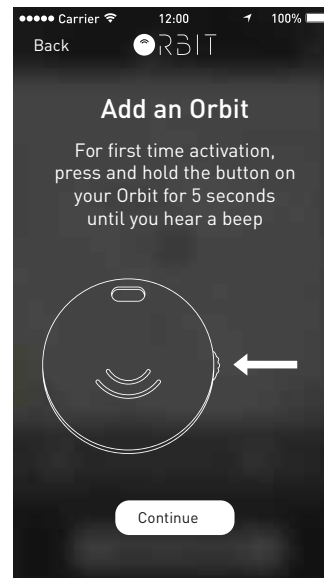 Carrier 12:00 100%
Back ORBIT
Add an Orbit
For first time activation,
press and hold the button on
your Orbit for 5 seconds
until you hear a beep
Continue